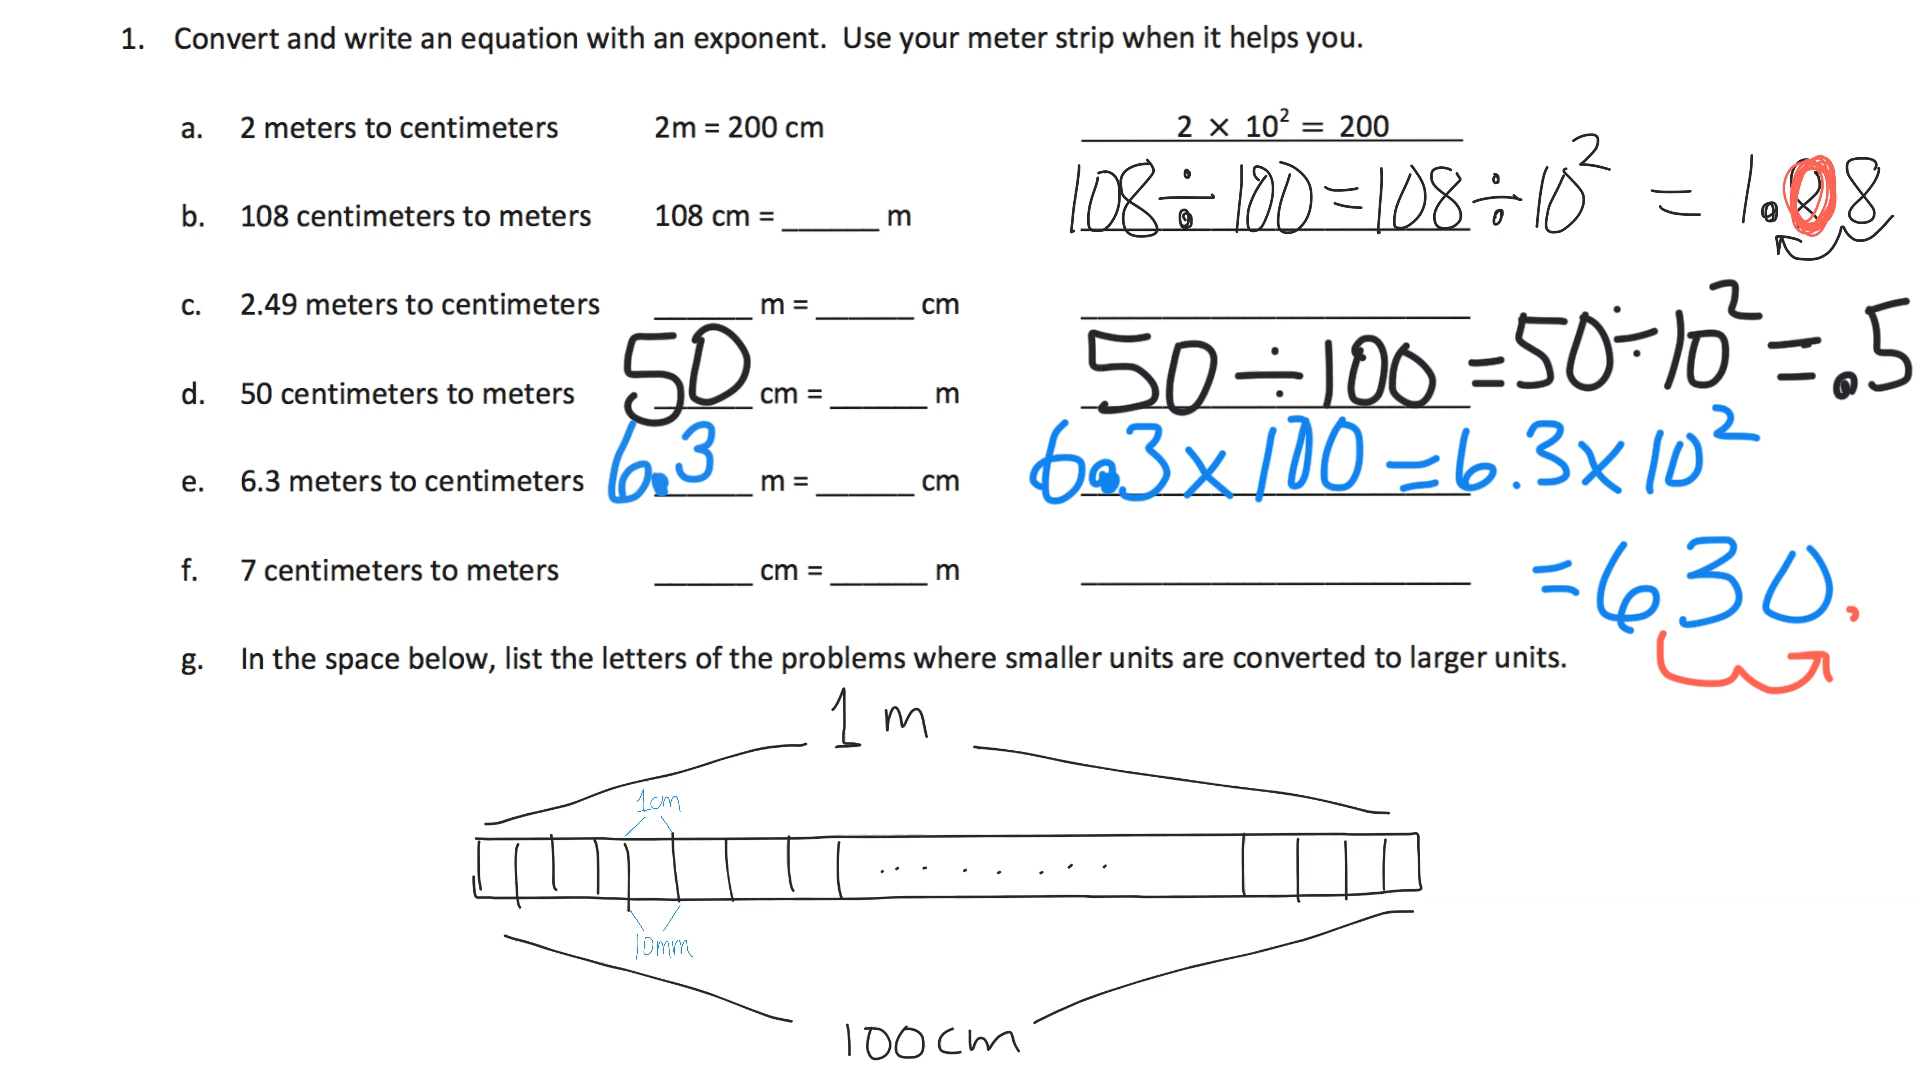 1. Convert and write an equation with an exponent. Use your meter strip when it helps you.
a. 2 meters to centimeters 2m = 200 cm 2 × 10² = 200
b. 108 centimeters to meters 108 cm = ______ m 108 ÷ 100 = 108 ÷ 10² = 1.08
c. 2.49 meters to centimeters ______ m = ______ cm ______
d. 50 centimeters to meters 50 cm = ______ m 50 ÷ 100 = 50 ÷ 10² = .5
e. 6.3 meters to centimeters 6.3 m = ______ cm 6.3 x 100 = 6.3 x 10²
= 630.
f. 7 centimeters to meters ______ cm = ______ m ______
g. In the space below, list the letters of the problems where smaller units are converted to larger units.
1 m
1cm
10mm
100cm